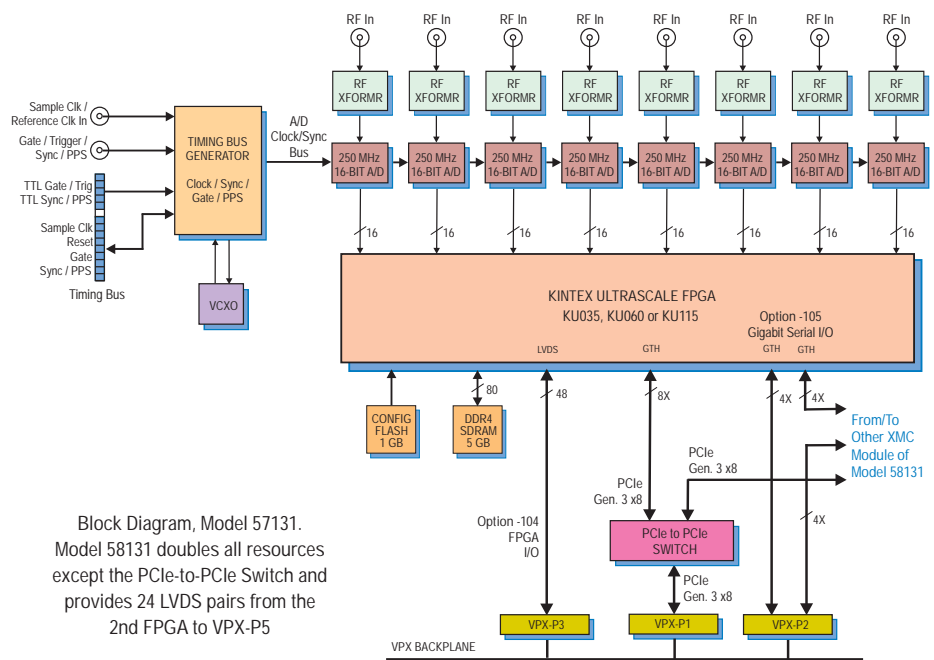 RF In RF In RF In RF In RF In RF In RF In RF In
RF XFORMR
RF XFORMR
RF XFORMR
RF XFORMR
RF XFORMR
RF XFORMR
RF XFORMR
RF XFORMR
Sample Clk /
Reference Clk In
Gate / Trigger /
Sync / PPS
TTL Gate / Trig
TTL Sync / PPS
Sample Clk
Reset
Gate
Sync / PPS
Timing Bus
TIMING BUS
GENERATOR
Clock / Sync /
Gate / PPS
VCXO
A/D
Clock/Sync
Bus
250 MHz
16-BIT A/D
250 MHz
16-BIT A/D
250 MHz
16-BIT A/D
250 MHz
16-BIT A/D
250 MHz
16-BIT A/D
250 MHz
16-BIT A/D
250 MHz
16-BIT A/D
250 MHz
16-BIT A/D
16 16 16 16 16 16 16 16
KINTEX ULTRASCALE FPGA
KU035, KU060 or KU115
Option -105
Gigabit Serial I/O
LVDS GTH GTH GTH
80 48 8X 4X 4X
CONFIG
FLASH
1 GB
DDR4
SDRAM
5 GB
From/To
Other XMC
Module of
Model 58131
PCIe
Gen. 3 x8
PCIe
Gen. 3 x8
4X
Option -104
FPGA
I/O
PCIe to PCIe
SWITCH
PCIe
Gen. 3 x8
Block Diagram, Model 57131.
Model 58131 doubles all resources
except the PCIe-to-PCIe Switch and
provides 24 LVDS pairs from the
2nd FPGA to VPX-P5
VPX-P3 VPX-P1 VPX-P2
VPX BACKPLANE